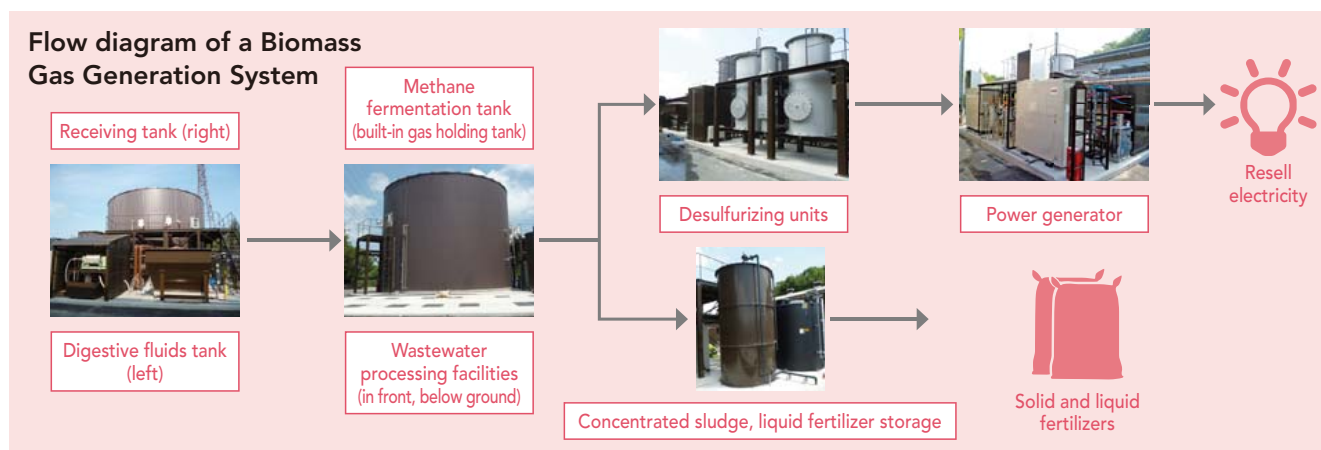 Flow diagram of a Biomass
Gas Generation System
Receiving tank (right)
Digestive fluids tank
(left)
Methane
fermentation tank
(built-in gas holding tank)
Wastewater
processing facilities
(in front, below ground)
Desulfurizing units
Power generator
Resell
electricity
Concentrated sludge, liquid fertilizer storage
Solid and liquid
fertilizers